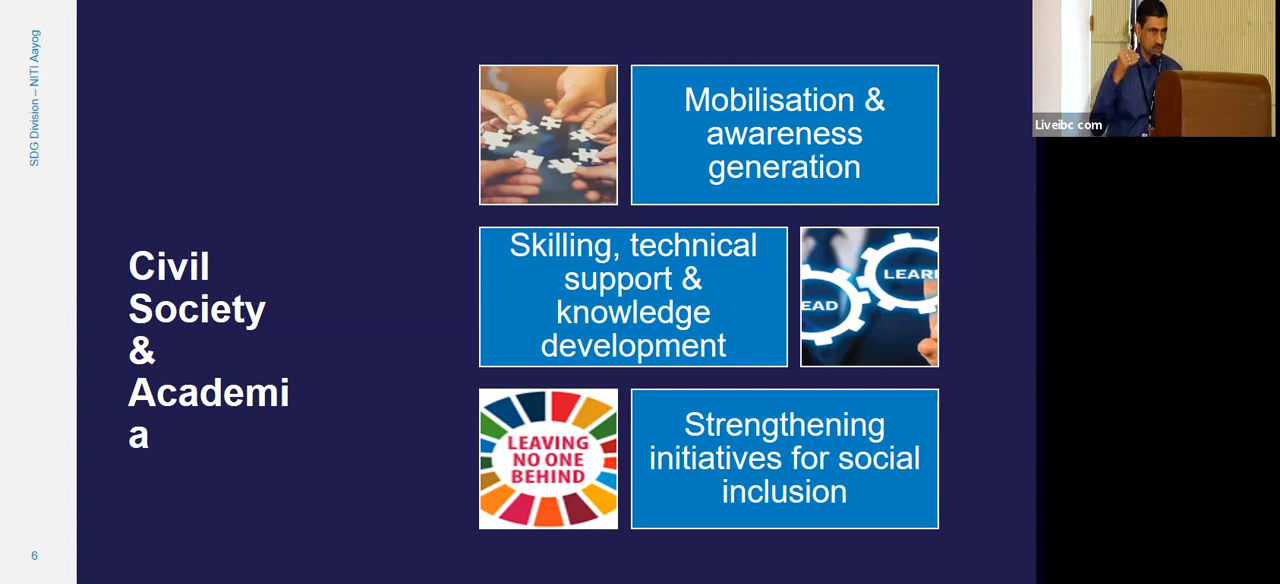 SDG Division – NITI Aayog
6
Civil
Society
&
Academi
a
Mobilisation &
awareness
generation
Skilling, technical
support &
knowledge
development
EAD
LEAR
LEAVING
NO ONE
BEHIND
Strengthening
initiatives for social
inclusion
Liveibc com